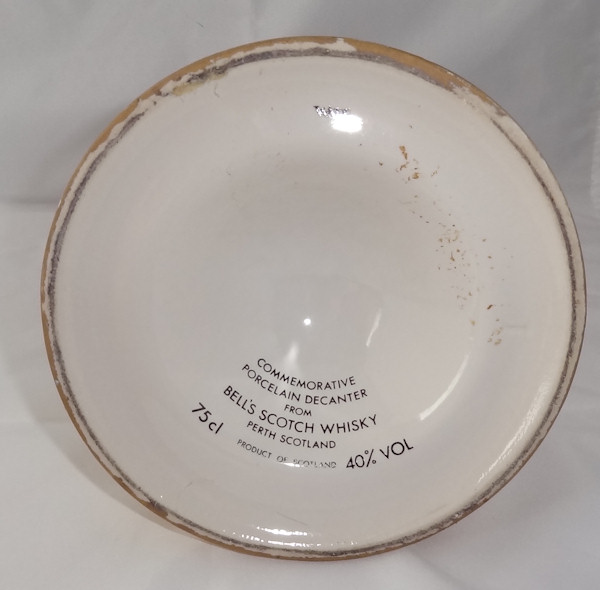 COMMEMORATIVE
PORCELAIN DECANTER
FROM
BELL'S SCOTCH WHISKY
PERTH SCOTLAND
75cl
PRODUCT OF SCOTLAND
40% VOL